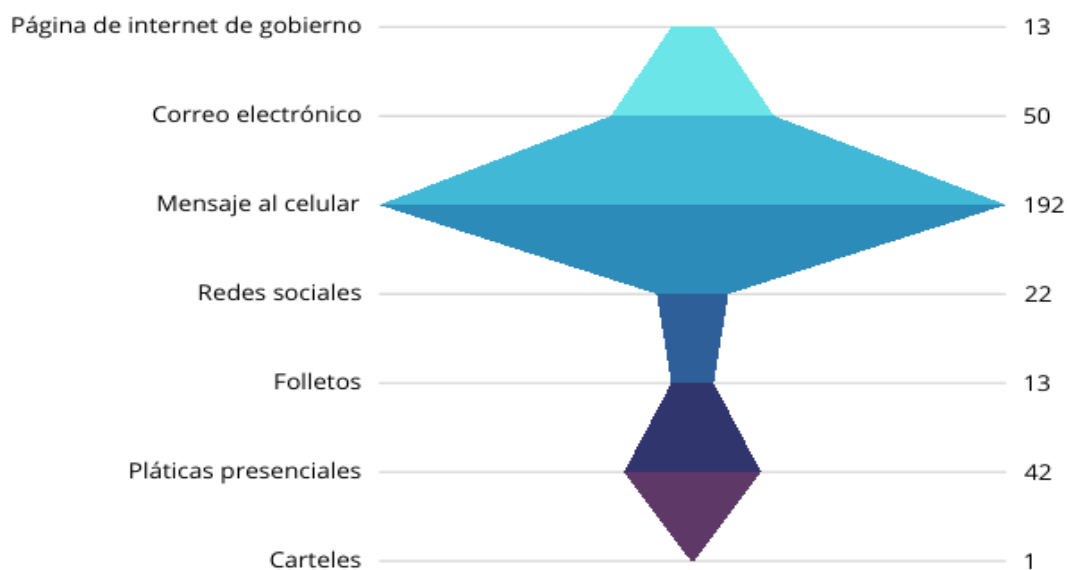 Página de internet de gobierno 13
Correo electrónico 50
Mensaje al celular 192
Redes sociales 22
Folletos 13
Pláticas presenciales 42
Carteles 1